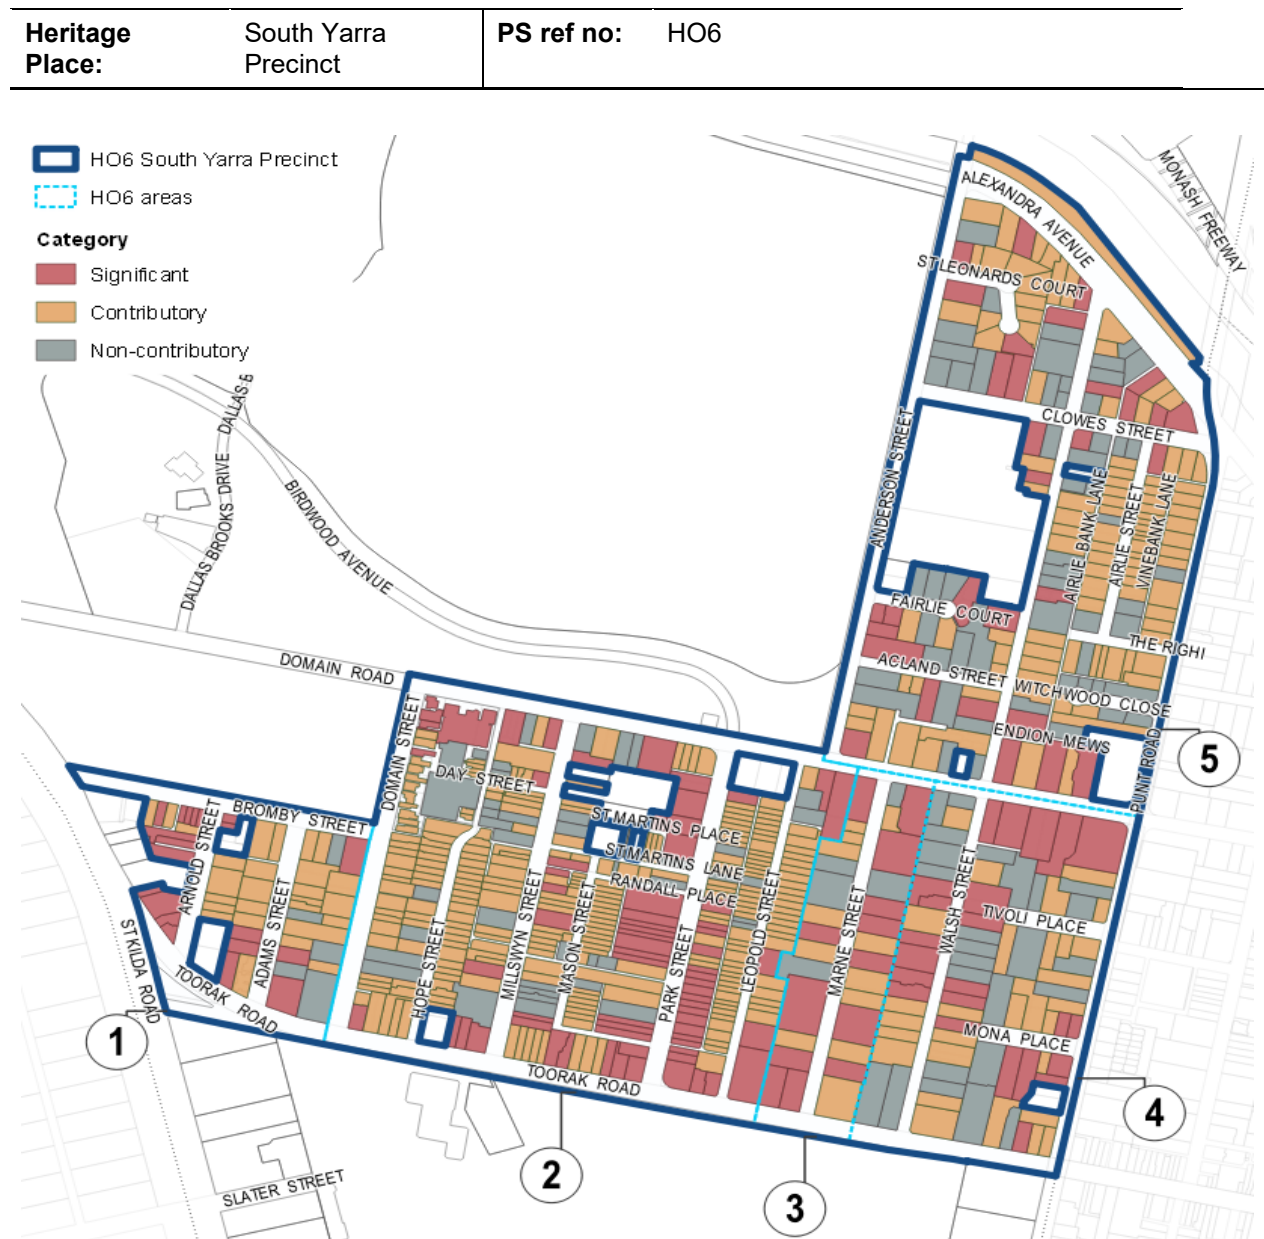 Heritage Place:
South Yarra Precinct
PS ref no:
HO6
HO6 South Yarra Precinct
HO6 areas
Category
Significant
Contributory
Non-contributory
MONASH FREEWAY
ALEXANDRA AVENUE
ST LEONARDS COURT
CLOWES STREET
ANDERSON STREET
AIRLIE BANK LANE
AIRLIE STREET
VINEBANK LANE
DALLAS B
DALLAS BROOKS DRIVE
BIRDWOOD AVENUE
FAIRLIE COURT
THE RIGHI
ACLAND STREET
WITCHWOOD CLOSE
ENDION MEWS
PUNT ROAD
5
DOMAIN ROAD
DOMAIN STREET
DAY STREET
BROMBY STREET
ARNOLD STREET
ADAMS STREET
ST MARTINS PLACE
ST MARTINS LANE
RANDALL PLACE
HOPE STREET
MILLSWYN STREET
MASON STREET
PARK STREET
LEOPOLD STREET
MARNE STREET
WALSH STREET
TIVOLI PLACE
MONA PLACE
ST KILDA ROAD
TOORAK ROAD
1
TOORAK ROAD
2
3
4
SLATER STREET